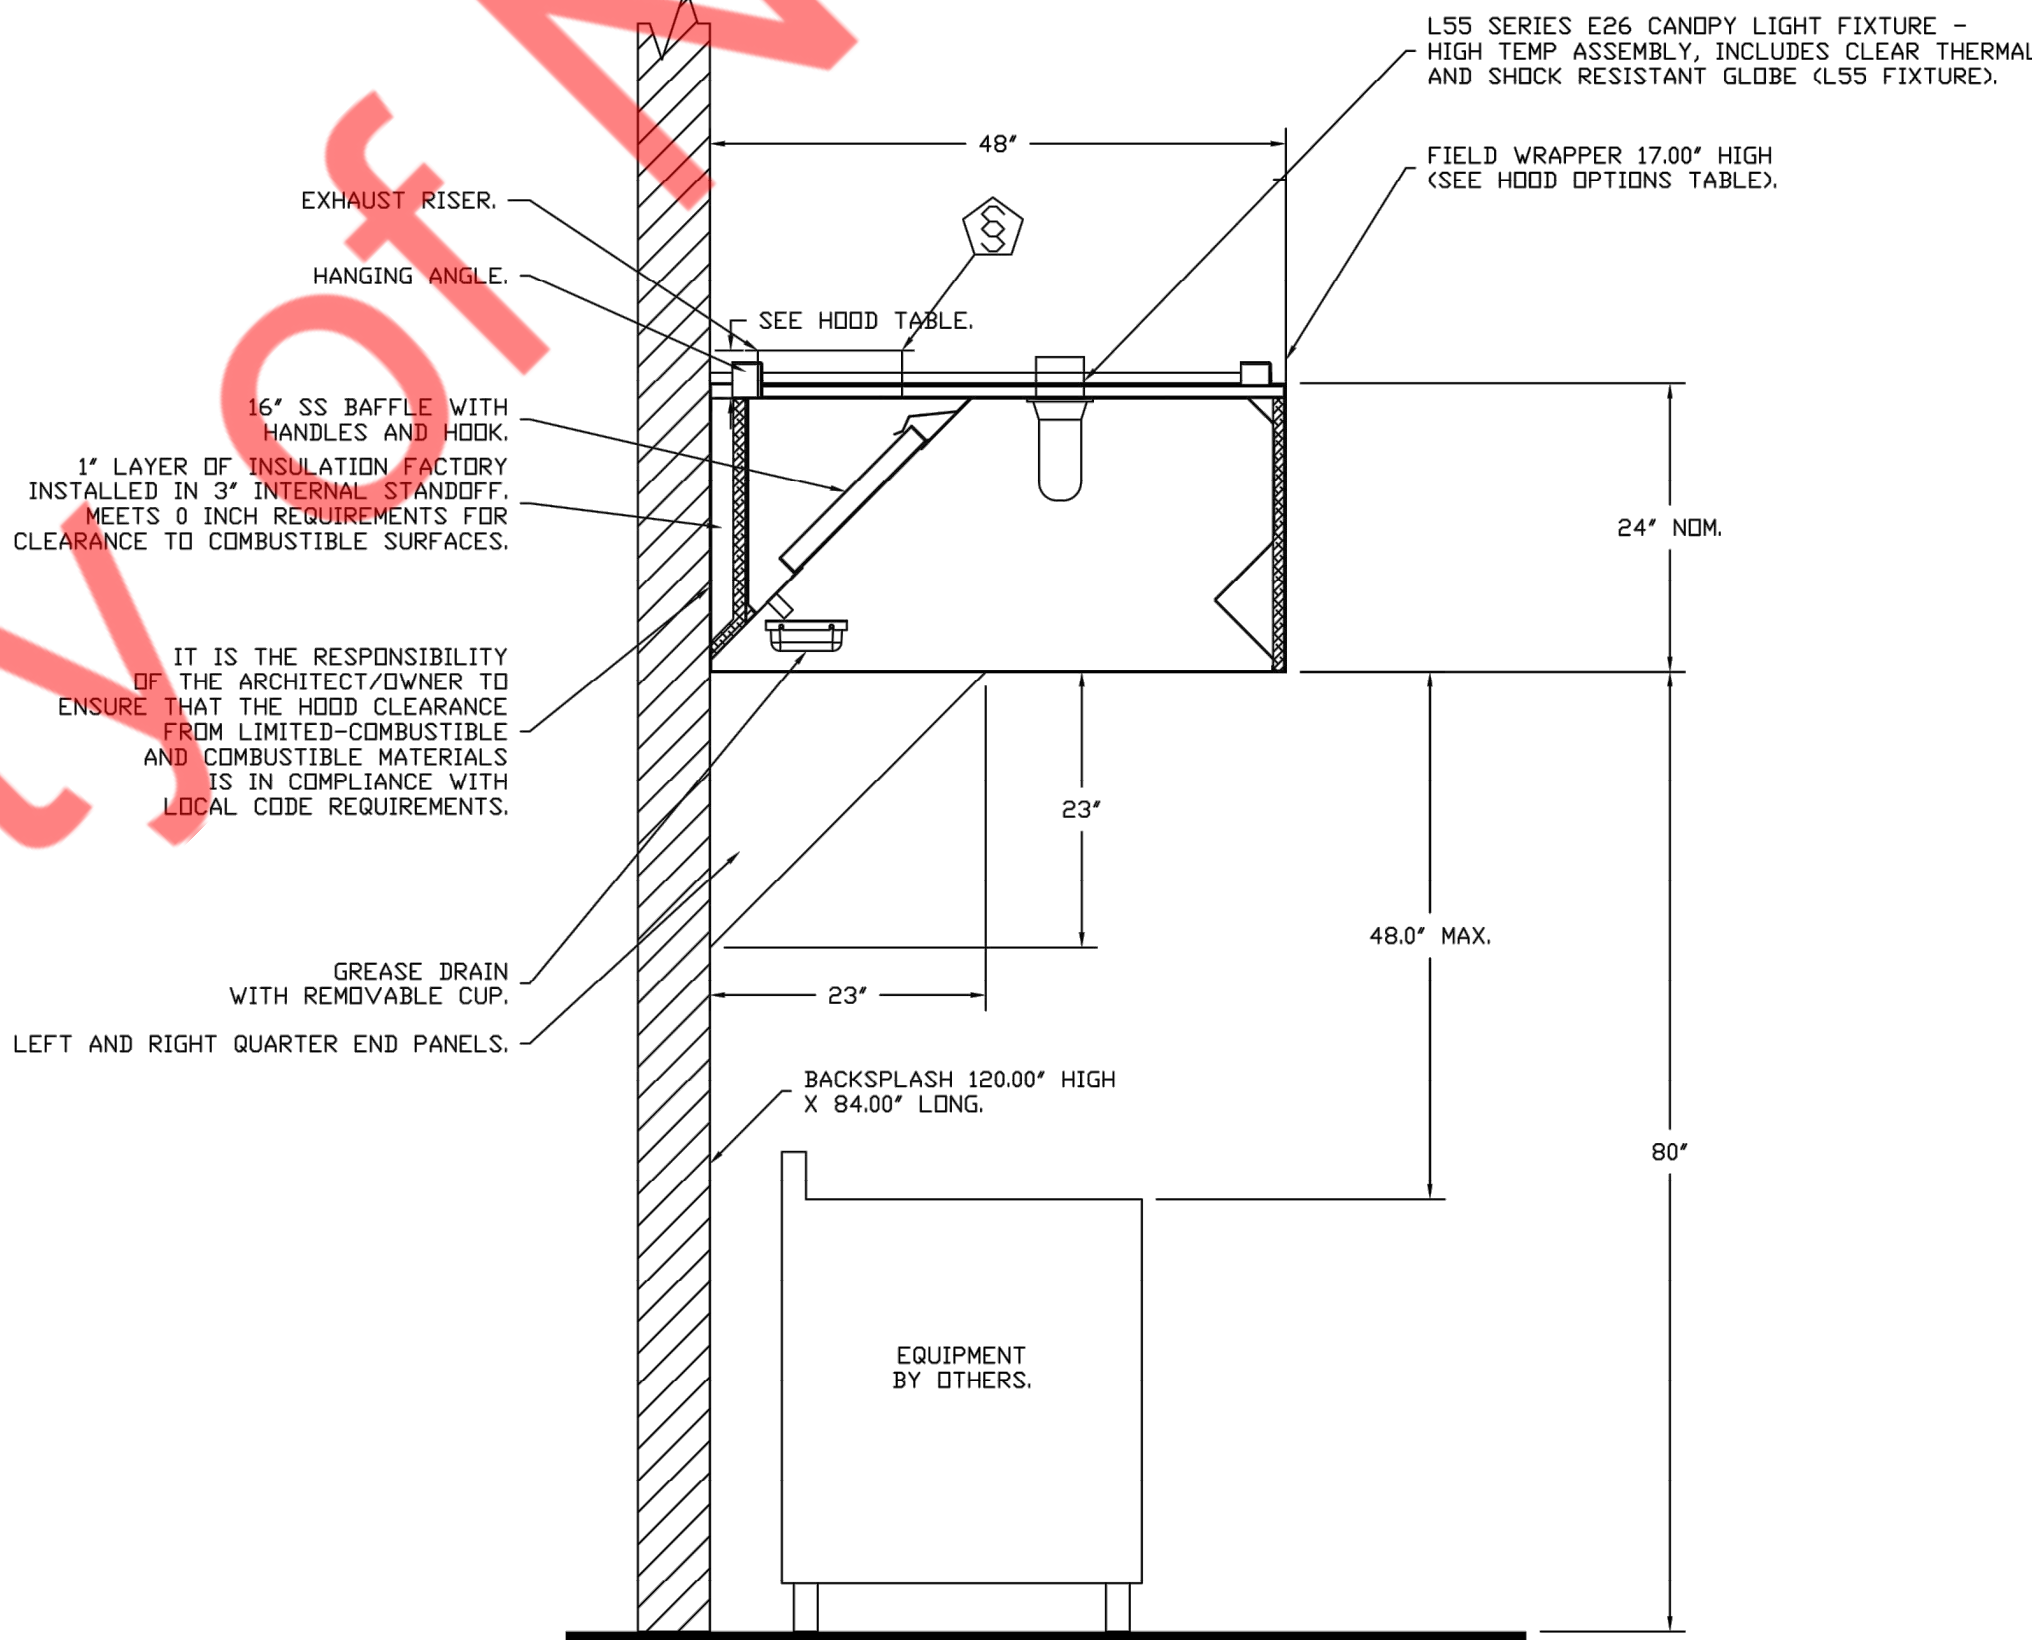 L55 SERIES E26 CANOPY LIGHT FIXTURE -
HIGH TEMP ASSEMBLY, INCLUDES CLEAR THERMAL
AND SHOCK RESISTANT GLOBE (L55 FIXTURE).
48"
FIELD WRAPPER 17.00" HIGH
(SEE HOOD OPTIONS TABLE).
EXHAUST RISER.
HANGING ANGLE.
SEE HOOD TABLE.
16" SS BAFFLE WITH
HANDLES AND HOOK.
1" LAYER OF INSULATION FACTORY
INSTALLED IN 3" INTERNAL STANDOFF.
MEETS 0 INCH REQUIREMENTS FOR
CLEARANCE TO COMBUSTIBLE SURFACES.
24" NOM.
IT IS THE RESPONSIBILITY
OF THE ARCHITECT/OWNER TO
ENSURE THAT THE HOOD CLEARANCE
FROM LIMITED-COMBUSTIBLE
AND COMBUSTIBLE MATERIALS
IS IN COMPLIANCE WITH
LOCAL CODE REQUIREMENTS.
23"
48.0" MAX.
GREASE DRAIN
WITH REMOVABLE CUP.
23"
LEFT AND RIGHT QUARTER END PANELS.
BACKSPLASH 120.00" HIGH
X 84.00" LONG.
80"
EQUIPMENT
BY OTHERS.
ty of